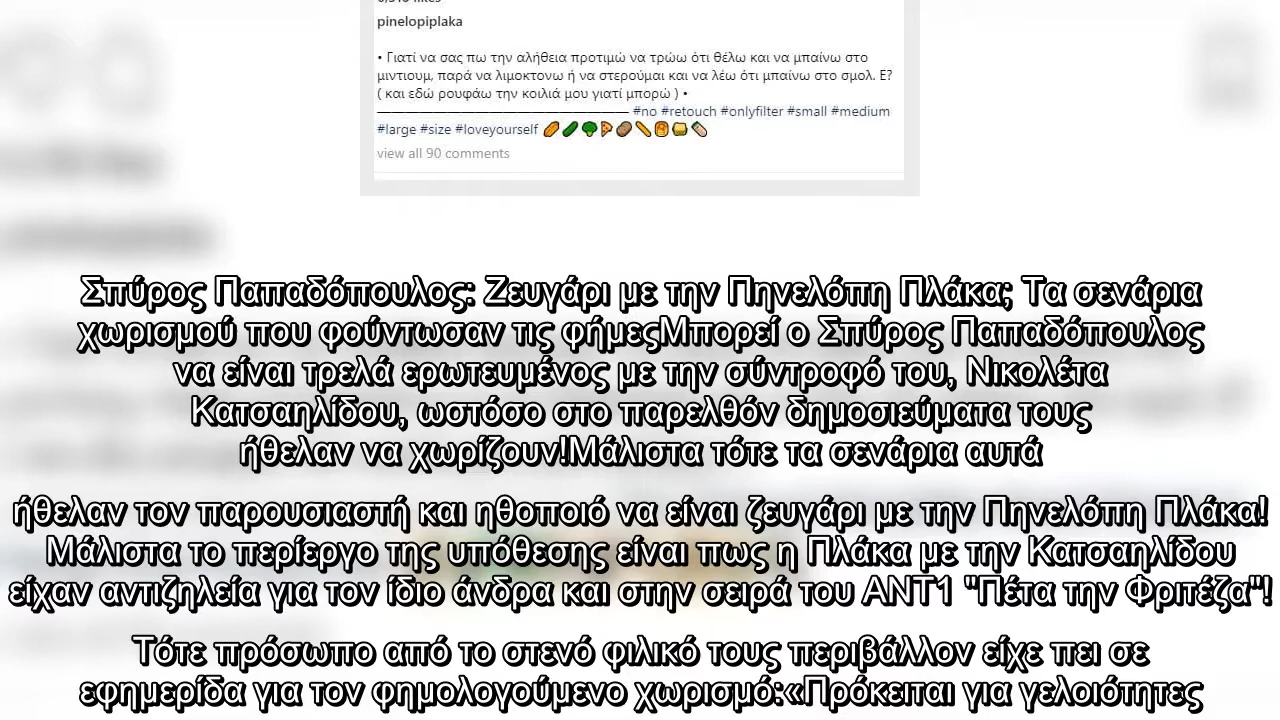 pinelopiplaka
• Γιατί να σας πω την αλήθεια προτιμώ να τρώω ότι θέλω και να μπαίνω στο
μιντιουμ, παρά να λιμοκτονω ή να στερούμαι και να λέω ότι μπαίνω στο σμολ. Ε?
( και εδώ ρουφάω την κοιλιά μου γιατί μπορώ ) •
#no #retouch #onlyfilter #small #medium
#large #size #loveyourself
view all 90 comments
Σπύρος Παπαδόπουλος: Ζευγάρι με την Πηνελόπη Πλάκα; Τα σενάρια
χωρισμού που φούντωσαν τις φήμεςΜπορεί ο Σπύρος Παπαδόπουλος
να είναι τρελά ερωτευμένος με την σύντροφό του, Νικολέτα
Κατσαηλίδου, ωστόσο στο παρελθόν δημοσιεύματα τους
ήθελαν να χωρίζουν!Μάλιστα τότε τα σενάρια αυτά
ήθελαν τον παρουσιαστή και ηθοποιό να είναι ζευγάρι με την Πηνελόπη Πλάκα!
Μάλιστα το περίεργο της υπόθεσης είναι πως η Πλάκα με την Κατσαηλίδου
είχαν αντιζηλεία για τον ίδιο άνδρα και στην σειρά του ΑΝΤ1 "Πέτα την Φριτέζα"!
Τότε πρόσωπο από το στενό φιλικό τους περιβάλλον είχε πει σε
εφημερίδα για τον φημολογούμενο χωρισμό:«Πρόκειται για γελοιότητες